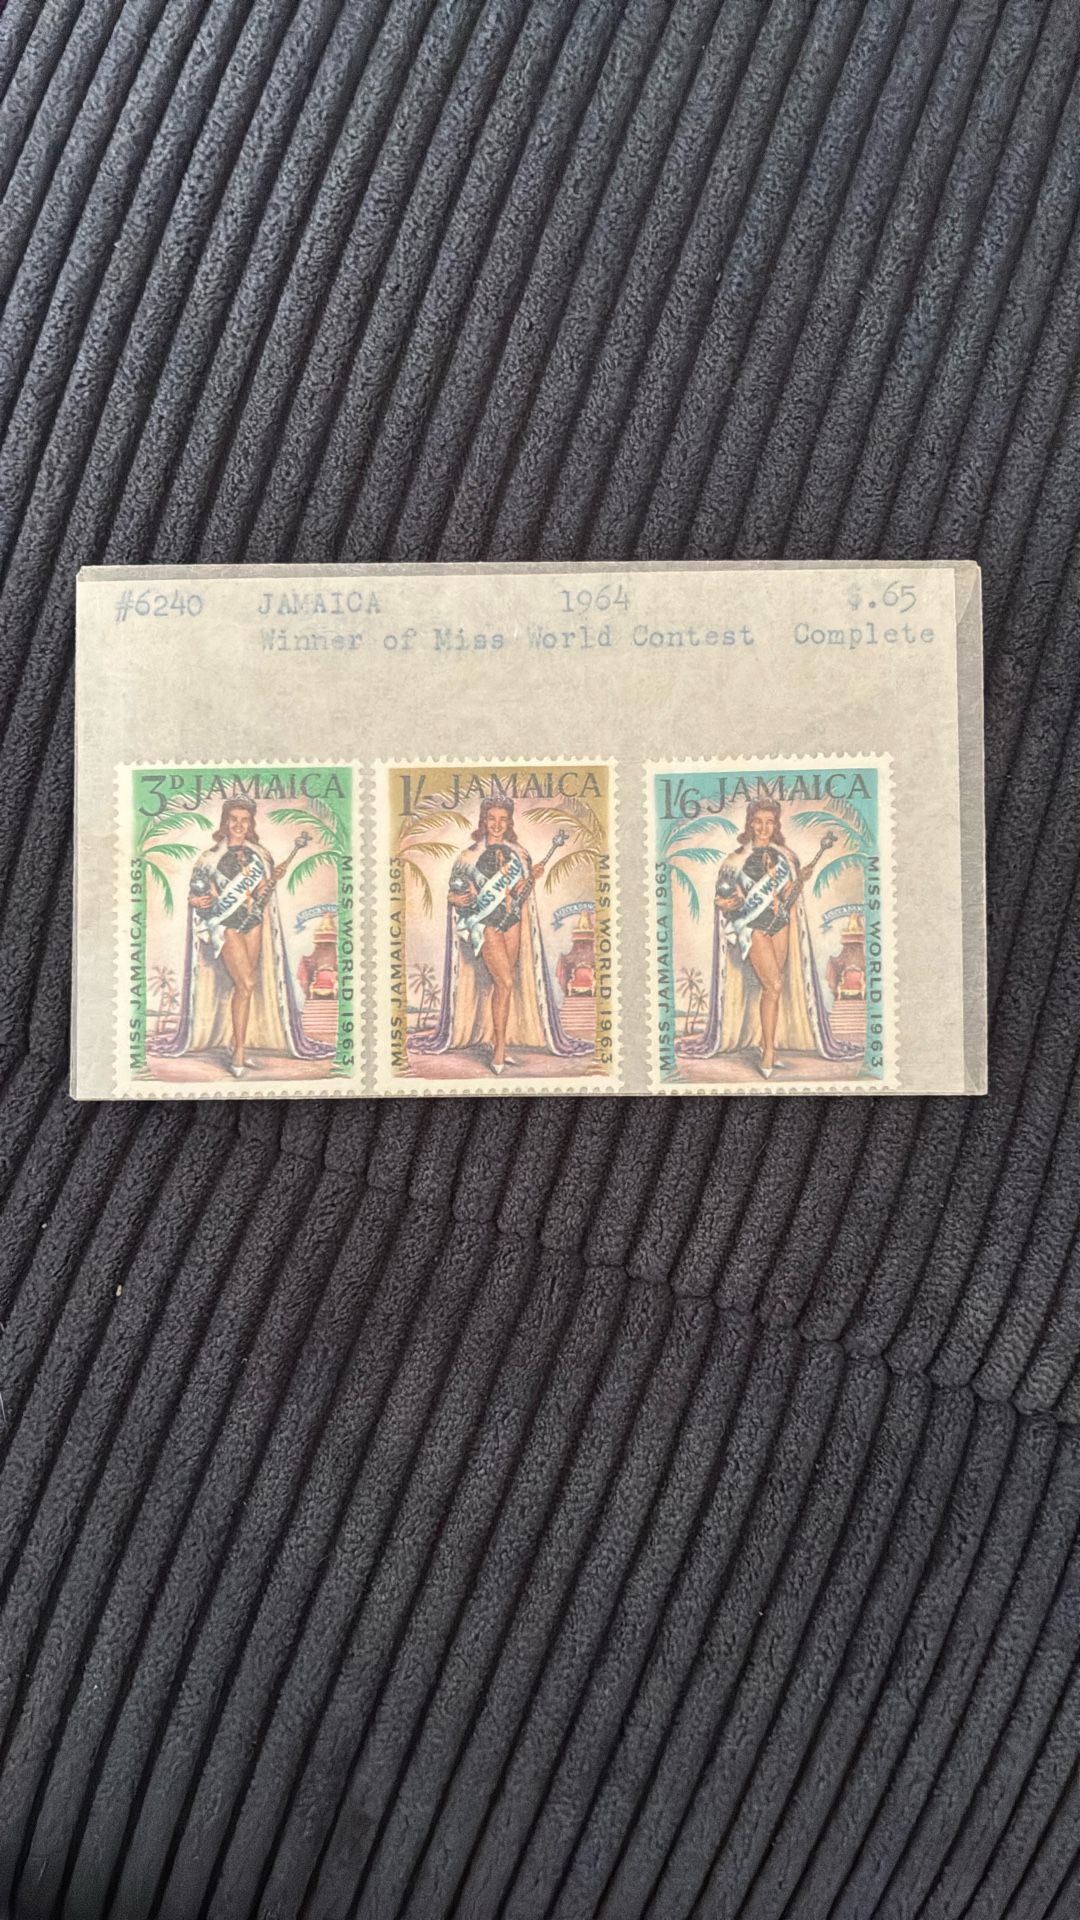 #6240 JAMAICA 1964 $.65
Winner of Miss World Contest Complete
3D JAMAICA
MISS JAMAICA 1963
MISS WORLD
MISS WORLD 1963
1/- JAMAICA
MISS JAMAICA 1963
MISS WORLD
MISS WORLD 1963
1/6 JAMAICA
MISS JAMAICA 1963
MISS WORLD
MISS WORLD 1963